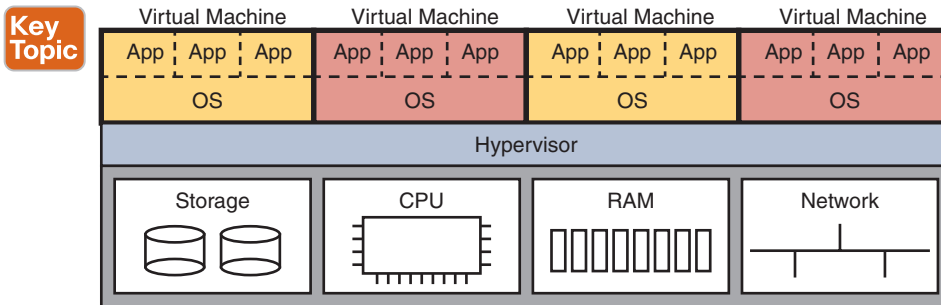 Key
Topic
Virtual Machine Virtual Machine Virtual Machine Virtual Machine
App App App App App App App App App App App App
OS OS OS OS
Hypervisor
Storage CPU RAM Network